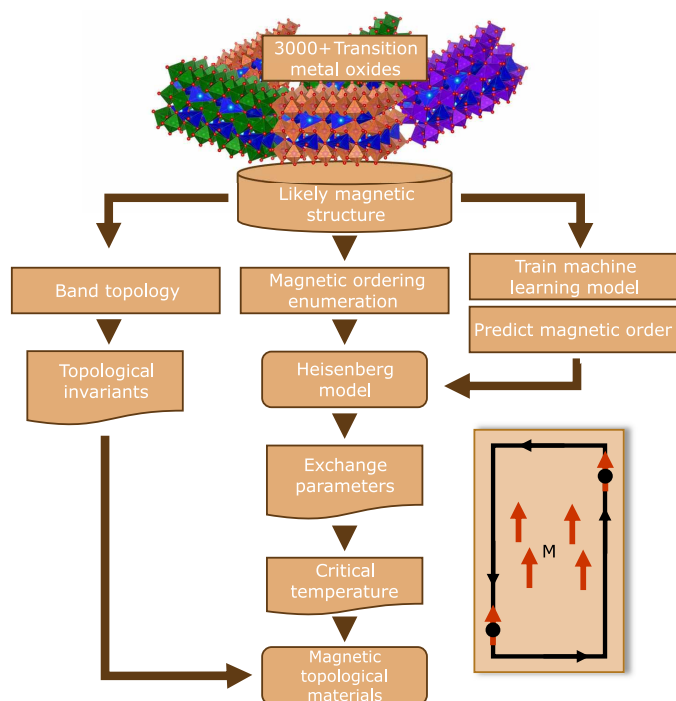 3000+ Transition
metal oxides
Likely magnetic
structure
Band topology
Magnetic ordering
enumeration
Train machine
learning model
Predict magnetic order
Topological
invariants
Heisenberg
model
Exchange
parameters
M
Critical
temperature
Magnetic
topological
materials